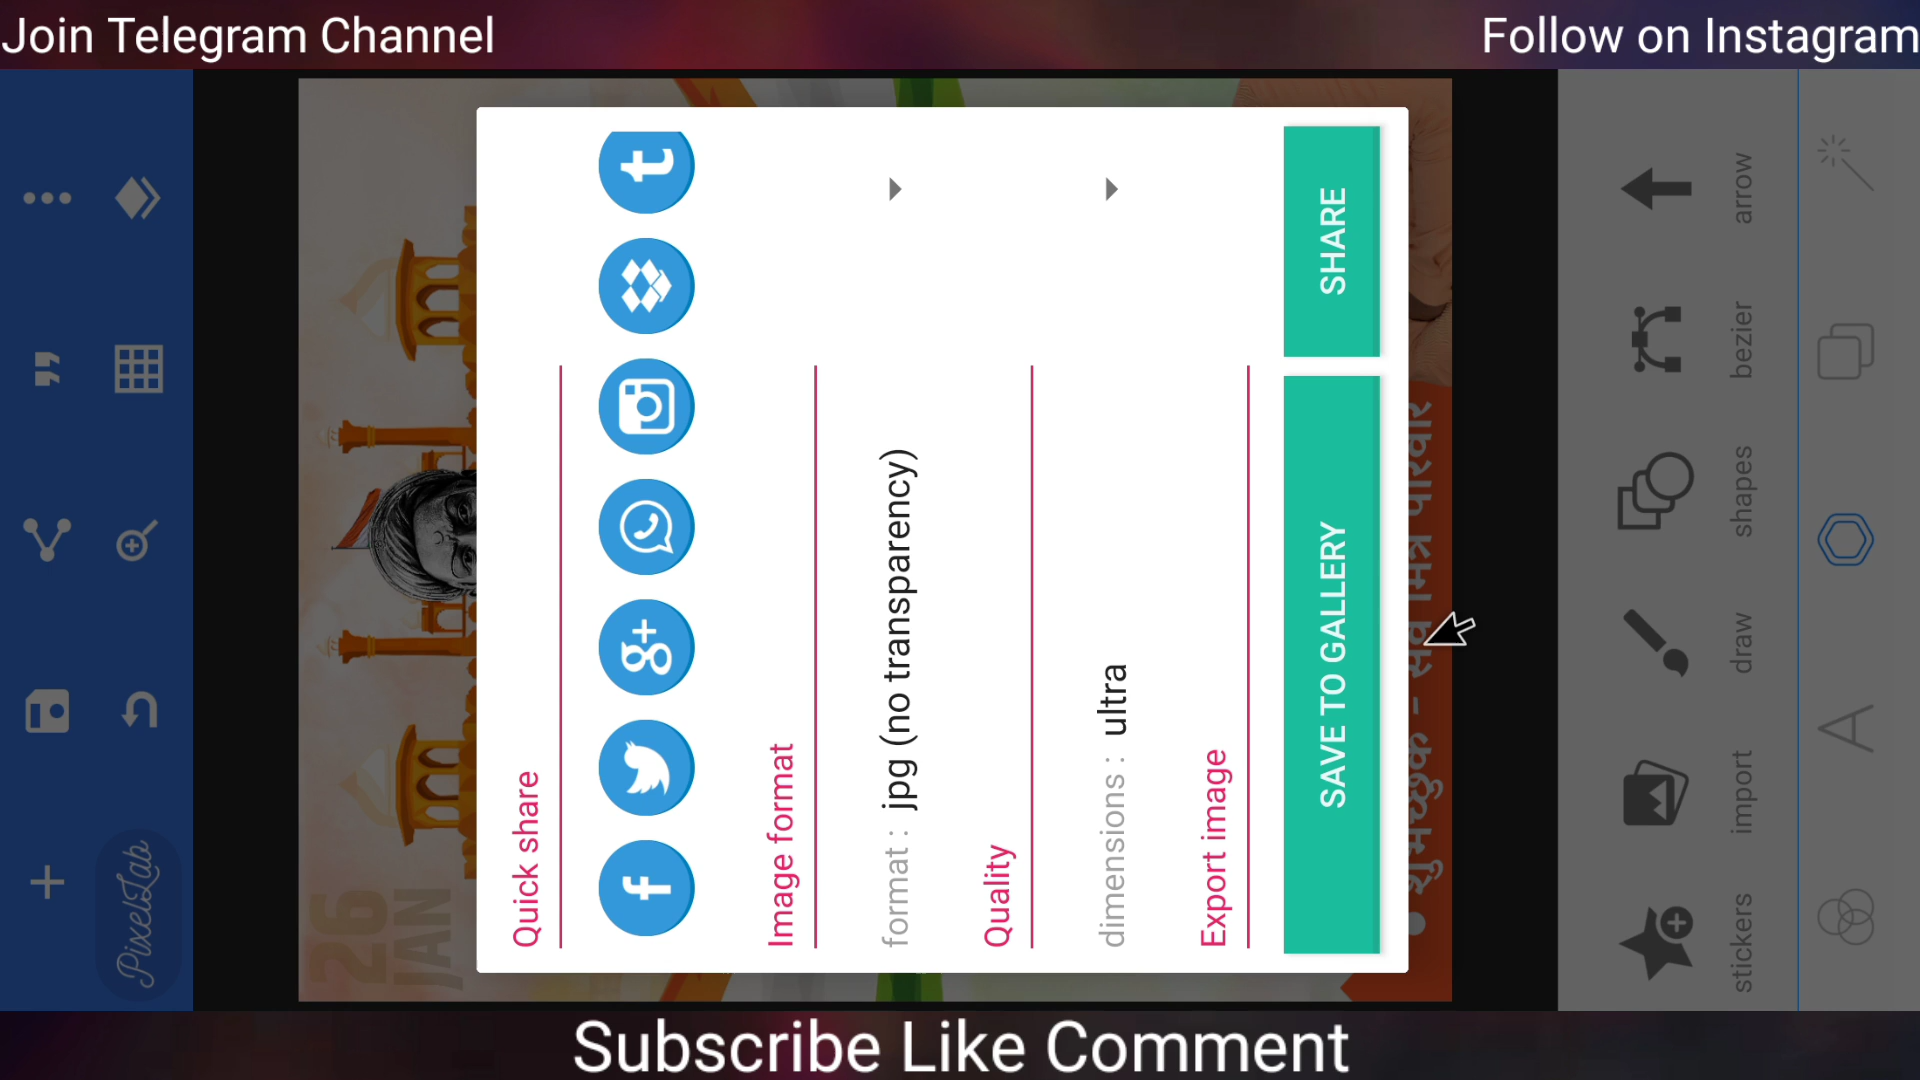 Join Telegram Channel
Follow on Instagram
PixelLab
26
JAN
Quick share
Image format
format : jpg (no transparency)
Quality
dimensions : ultra
Export image
SAVE TO GALLERY
SHARE
stickers
import
draw
shapes
bezier
arrow
Subscribe Like Comment